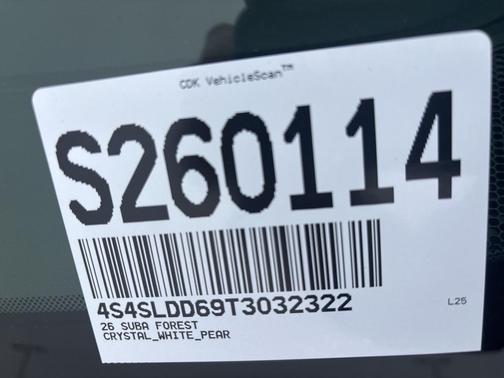 CDK VehicleScan™
S260114
4S4SLDD69T3032322
26 SUBA FOREST
CRYSTAL_WHITE_PEAR
L25